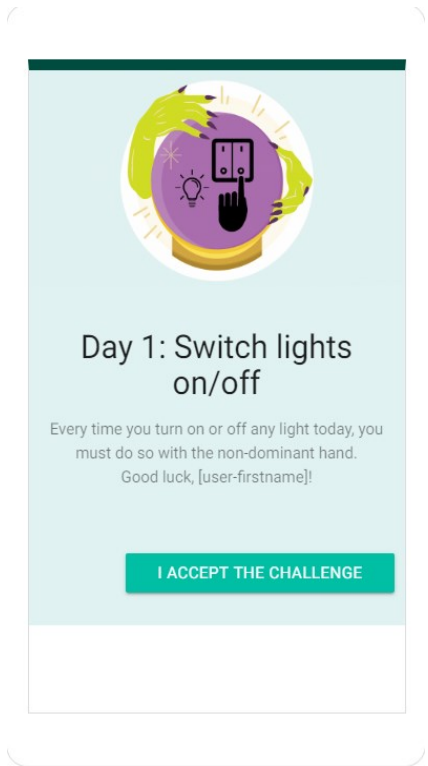 Day 1: Switch lights
on/off
Every time you turn on or off any light today, you
must do so with the non-dominant hand.
Good luck, [user-firstname]!
I ACCEPT THE CHALLENGE